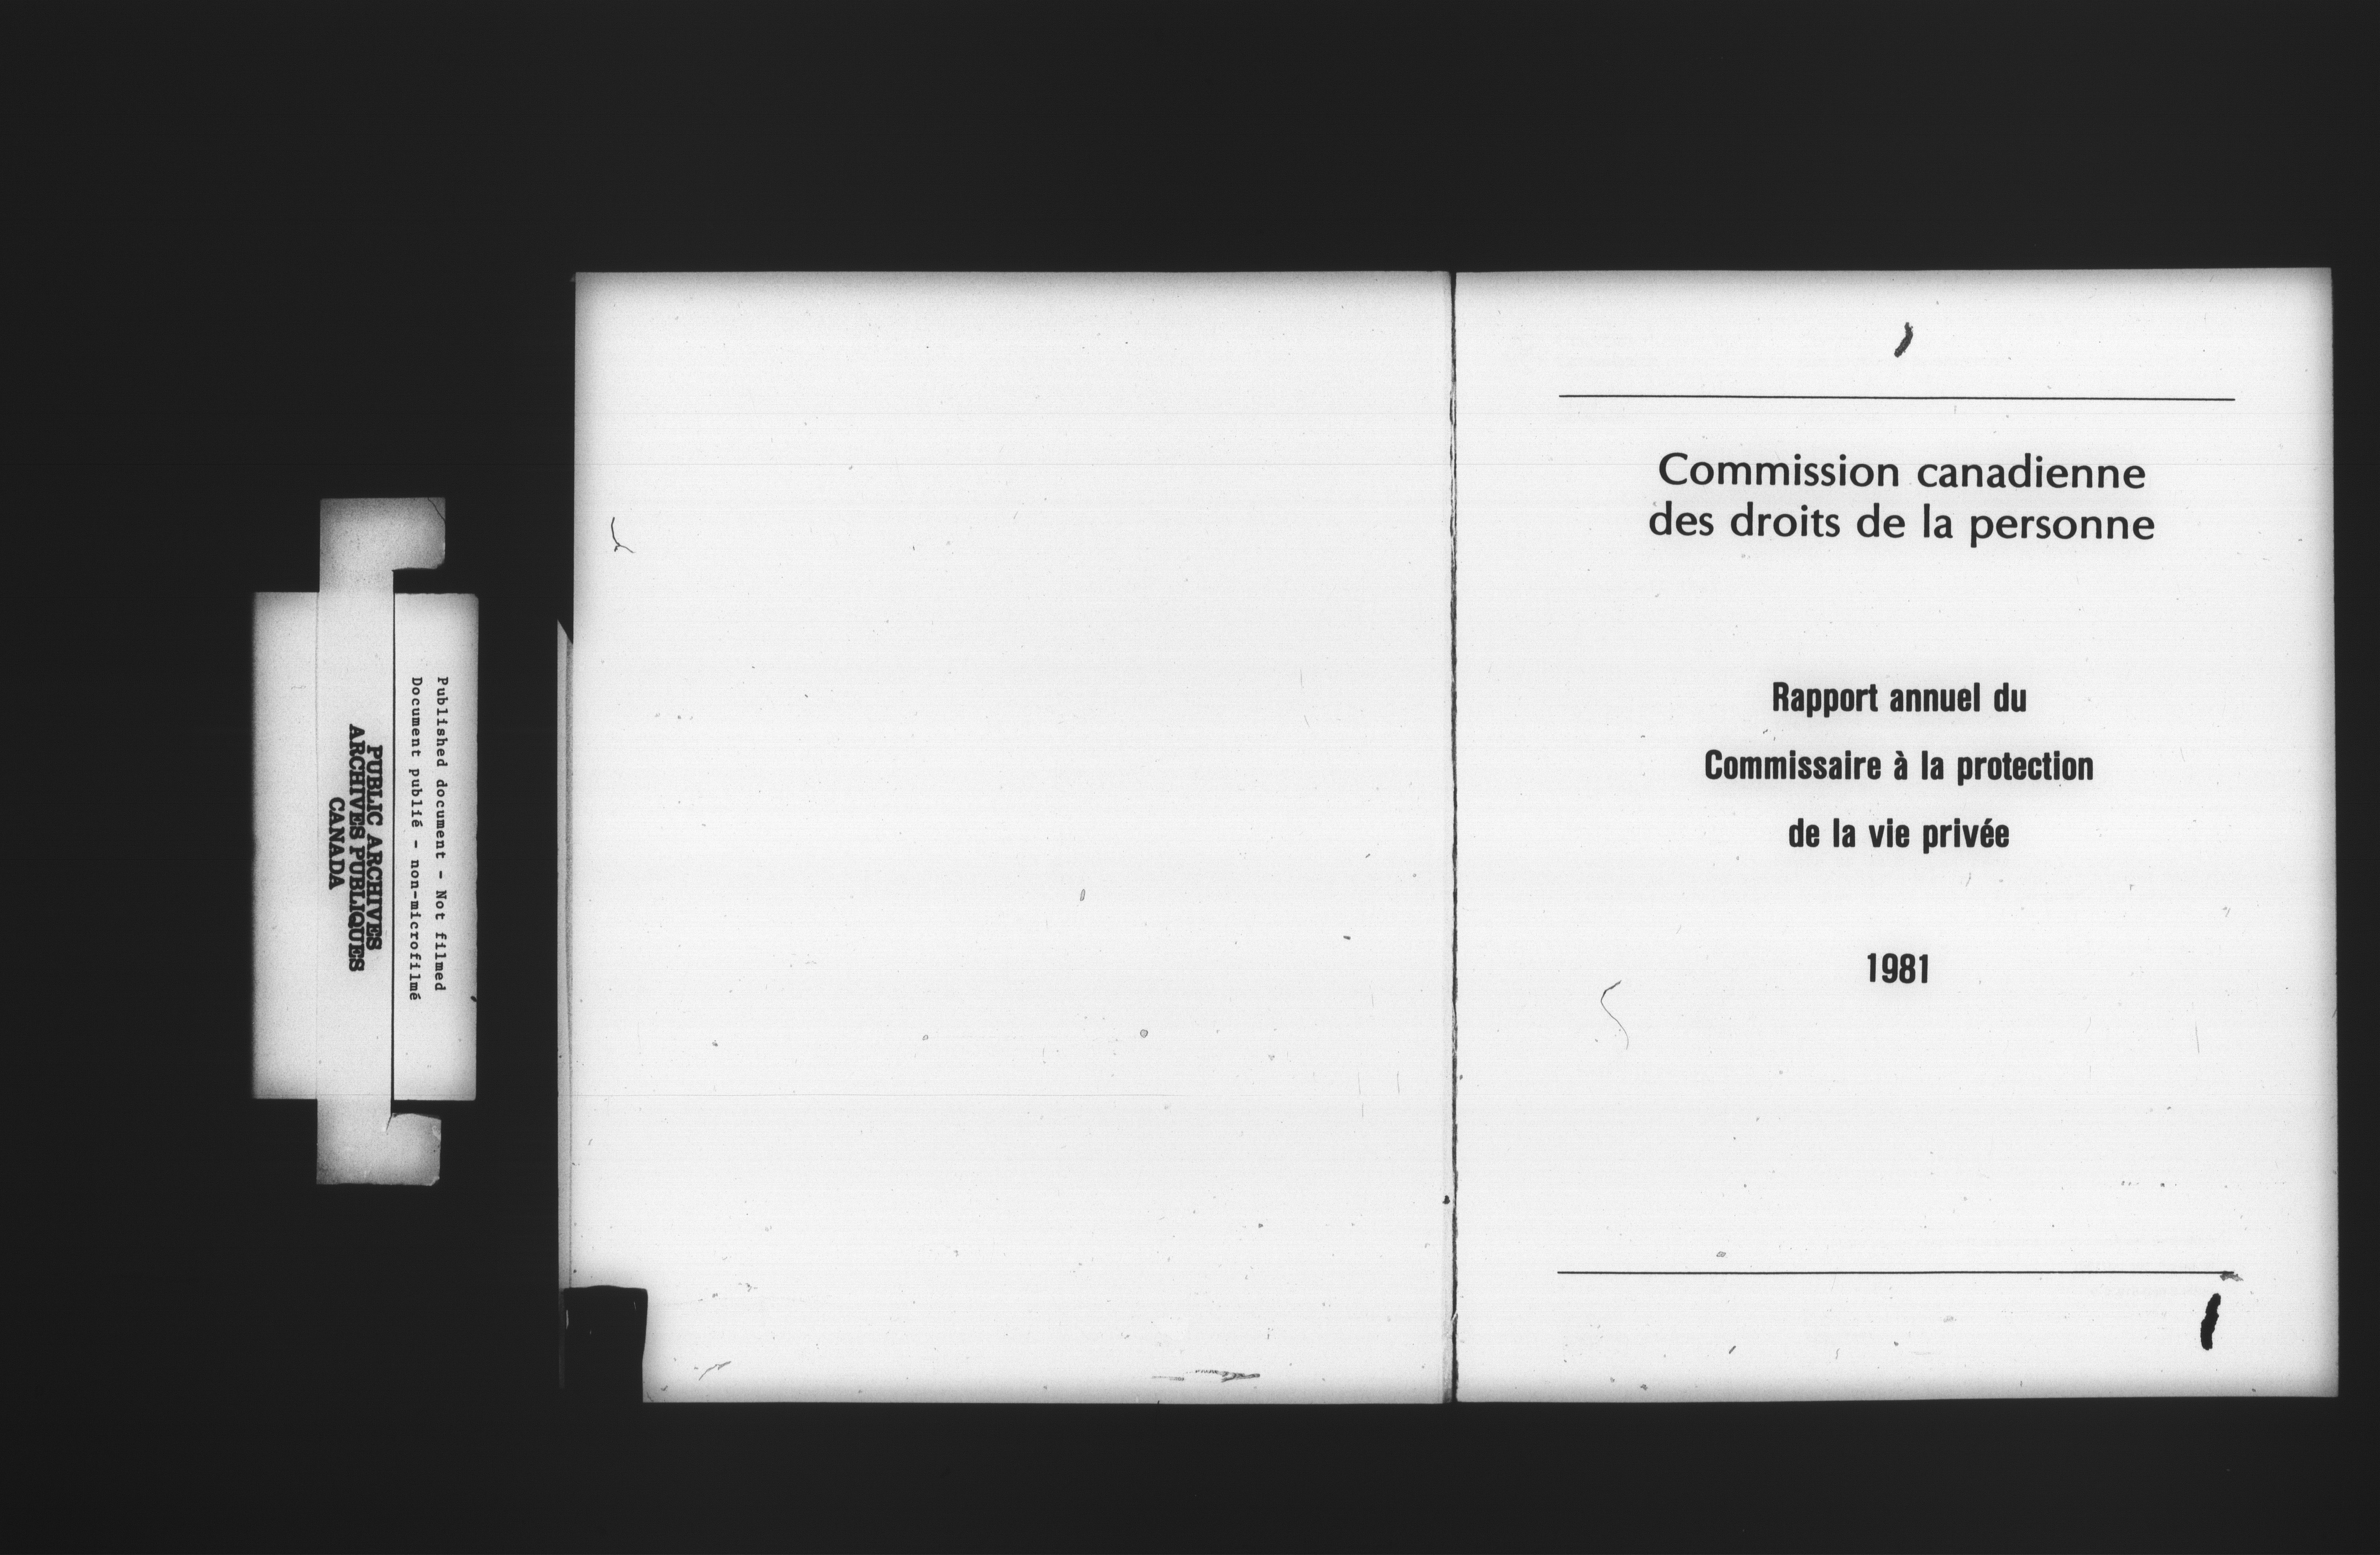 Published document - Not filmed
Document publié - non-microfilmé
PUBLIC ARCHIVES
ARCHIVES PUBLIQUES
CANADA
Commission canadienne
des droits de la personne
Rapport annuel du
Commissaire à la protection
de la vie privée
1981